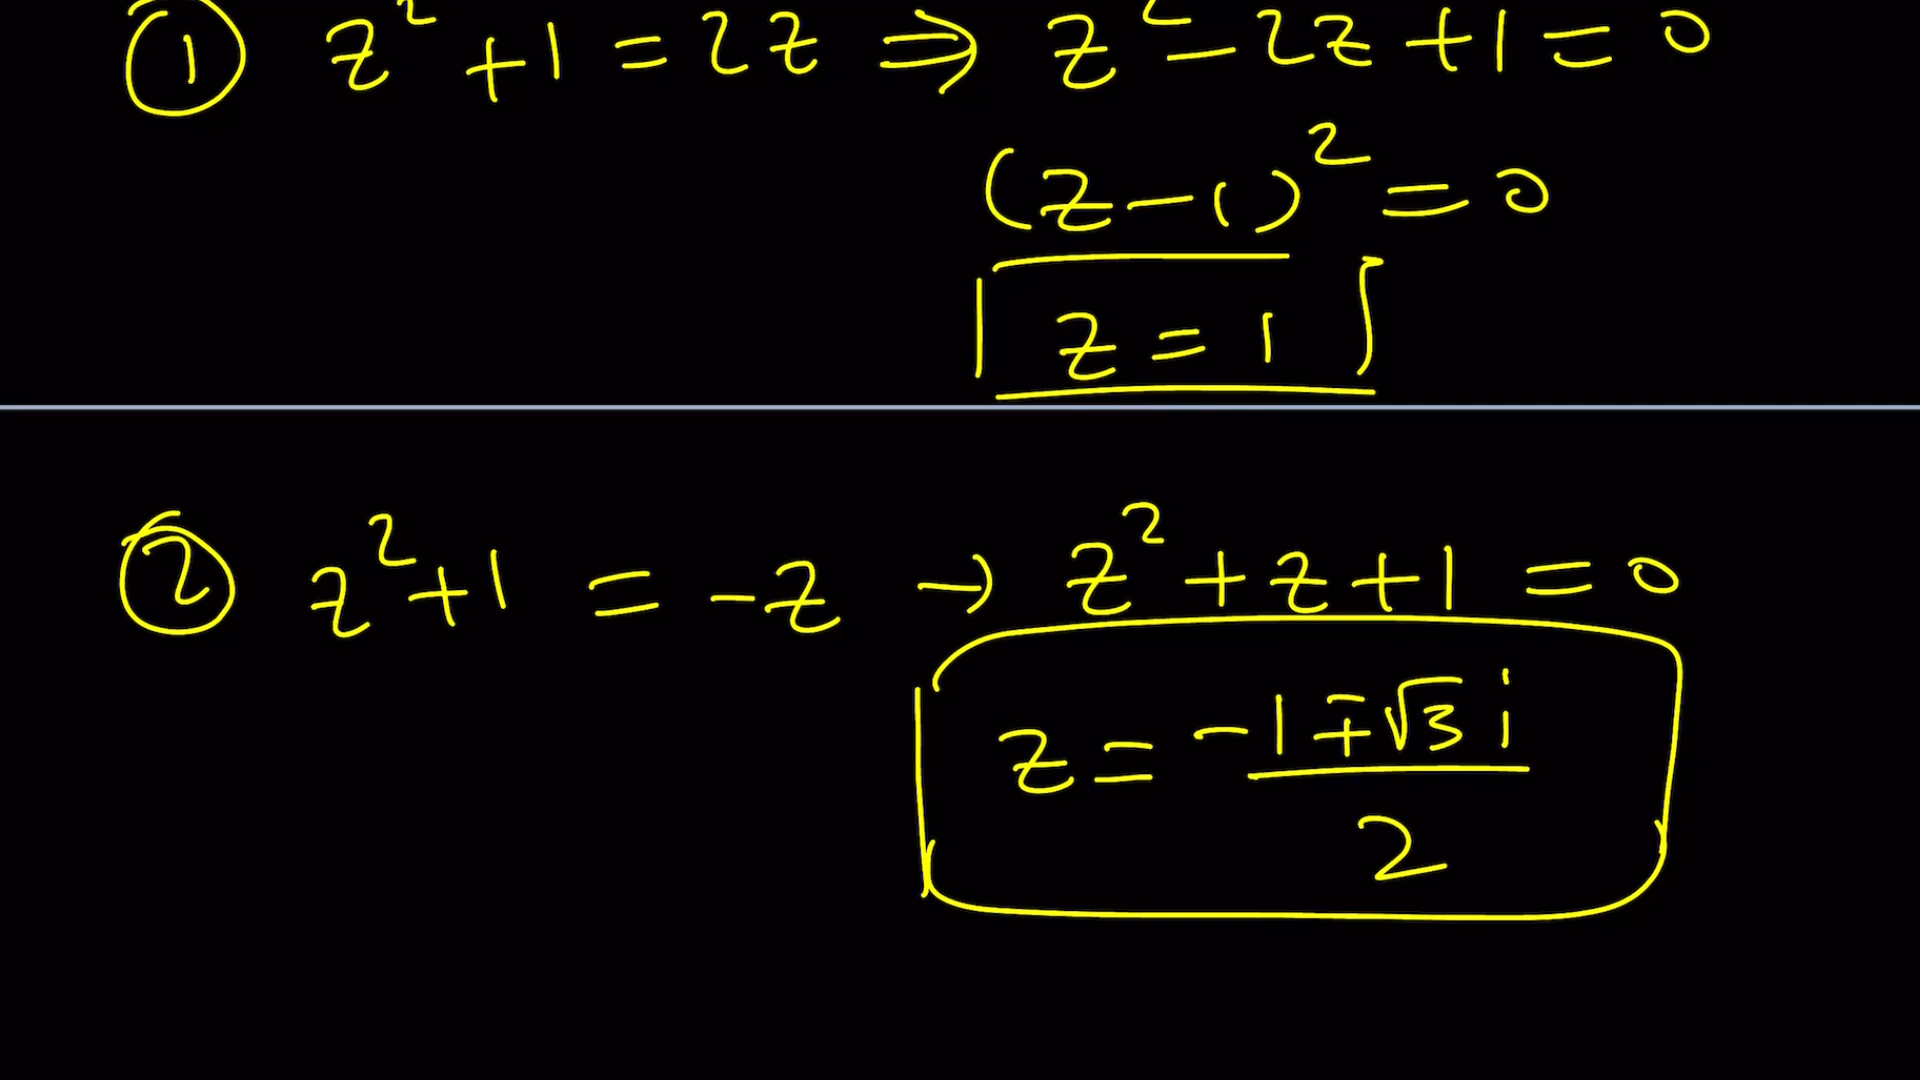 ① z² + 1 = 2z ⇒ z² - 2z + 1 = 0
(z - 1)² = 0
z = 1
② z² + 1 = -z → z² + z + 1 = 0
z = (-1 ∓ √3 i) / 2